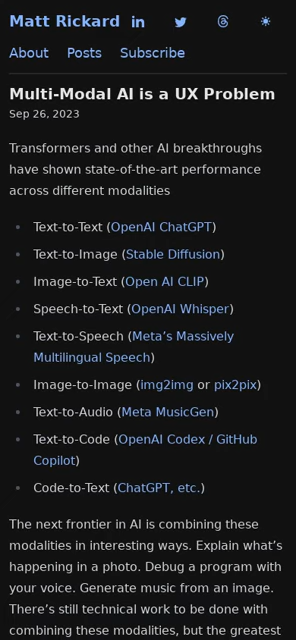 Matt Rickard
About Posts Subscribe
Multi-Modal AI is a UX Problem
Sep 26, 2023
Transformers and other AI breakthroughs
have shown state-of-the-art performance
across different modalities
Text-to-Text (OpenAI ChatGPT)
Text-to-Image (Stable Diffusion)
Image-to-Text (Open AI CLIP)
Speech-to-Text (OpenAI Whisper)
Text-to-Speech (Meta’s Massively
Multilingual Speech)
Image-to-Image (img2img or pix2pix)
Text-to-Audio (Meta MusicGen)
Text-to-Code (OpenAI Codex / GitHub
Copilot)
Code-to-Text (ChatGPT, etc.)
The next frontier in AI is combining these
modalities in interesting ways. Explain what’s
happening in a photo. Debug a program with
your voice. Generate music from an image.
There’s still technical work to be done with
combining these modalities, but the greatest